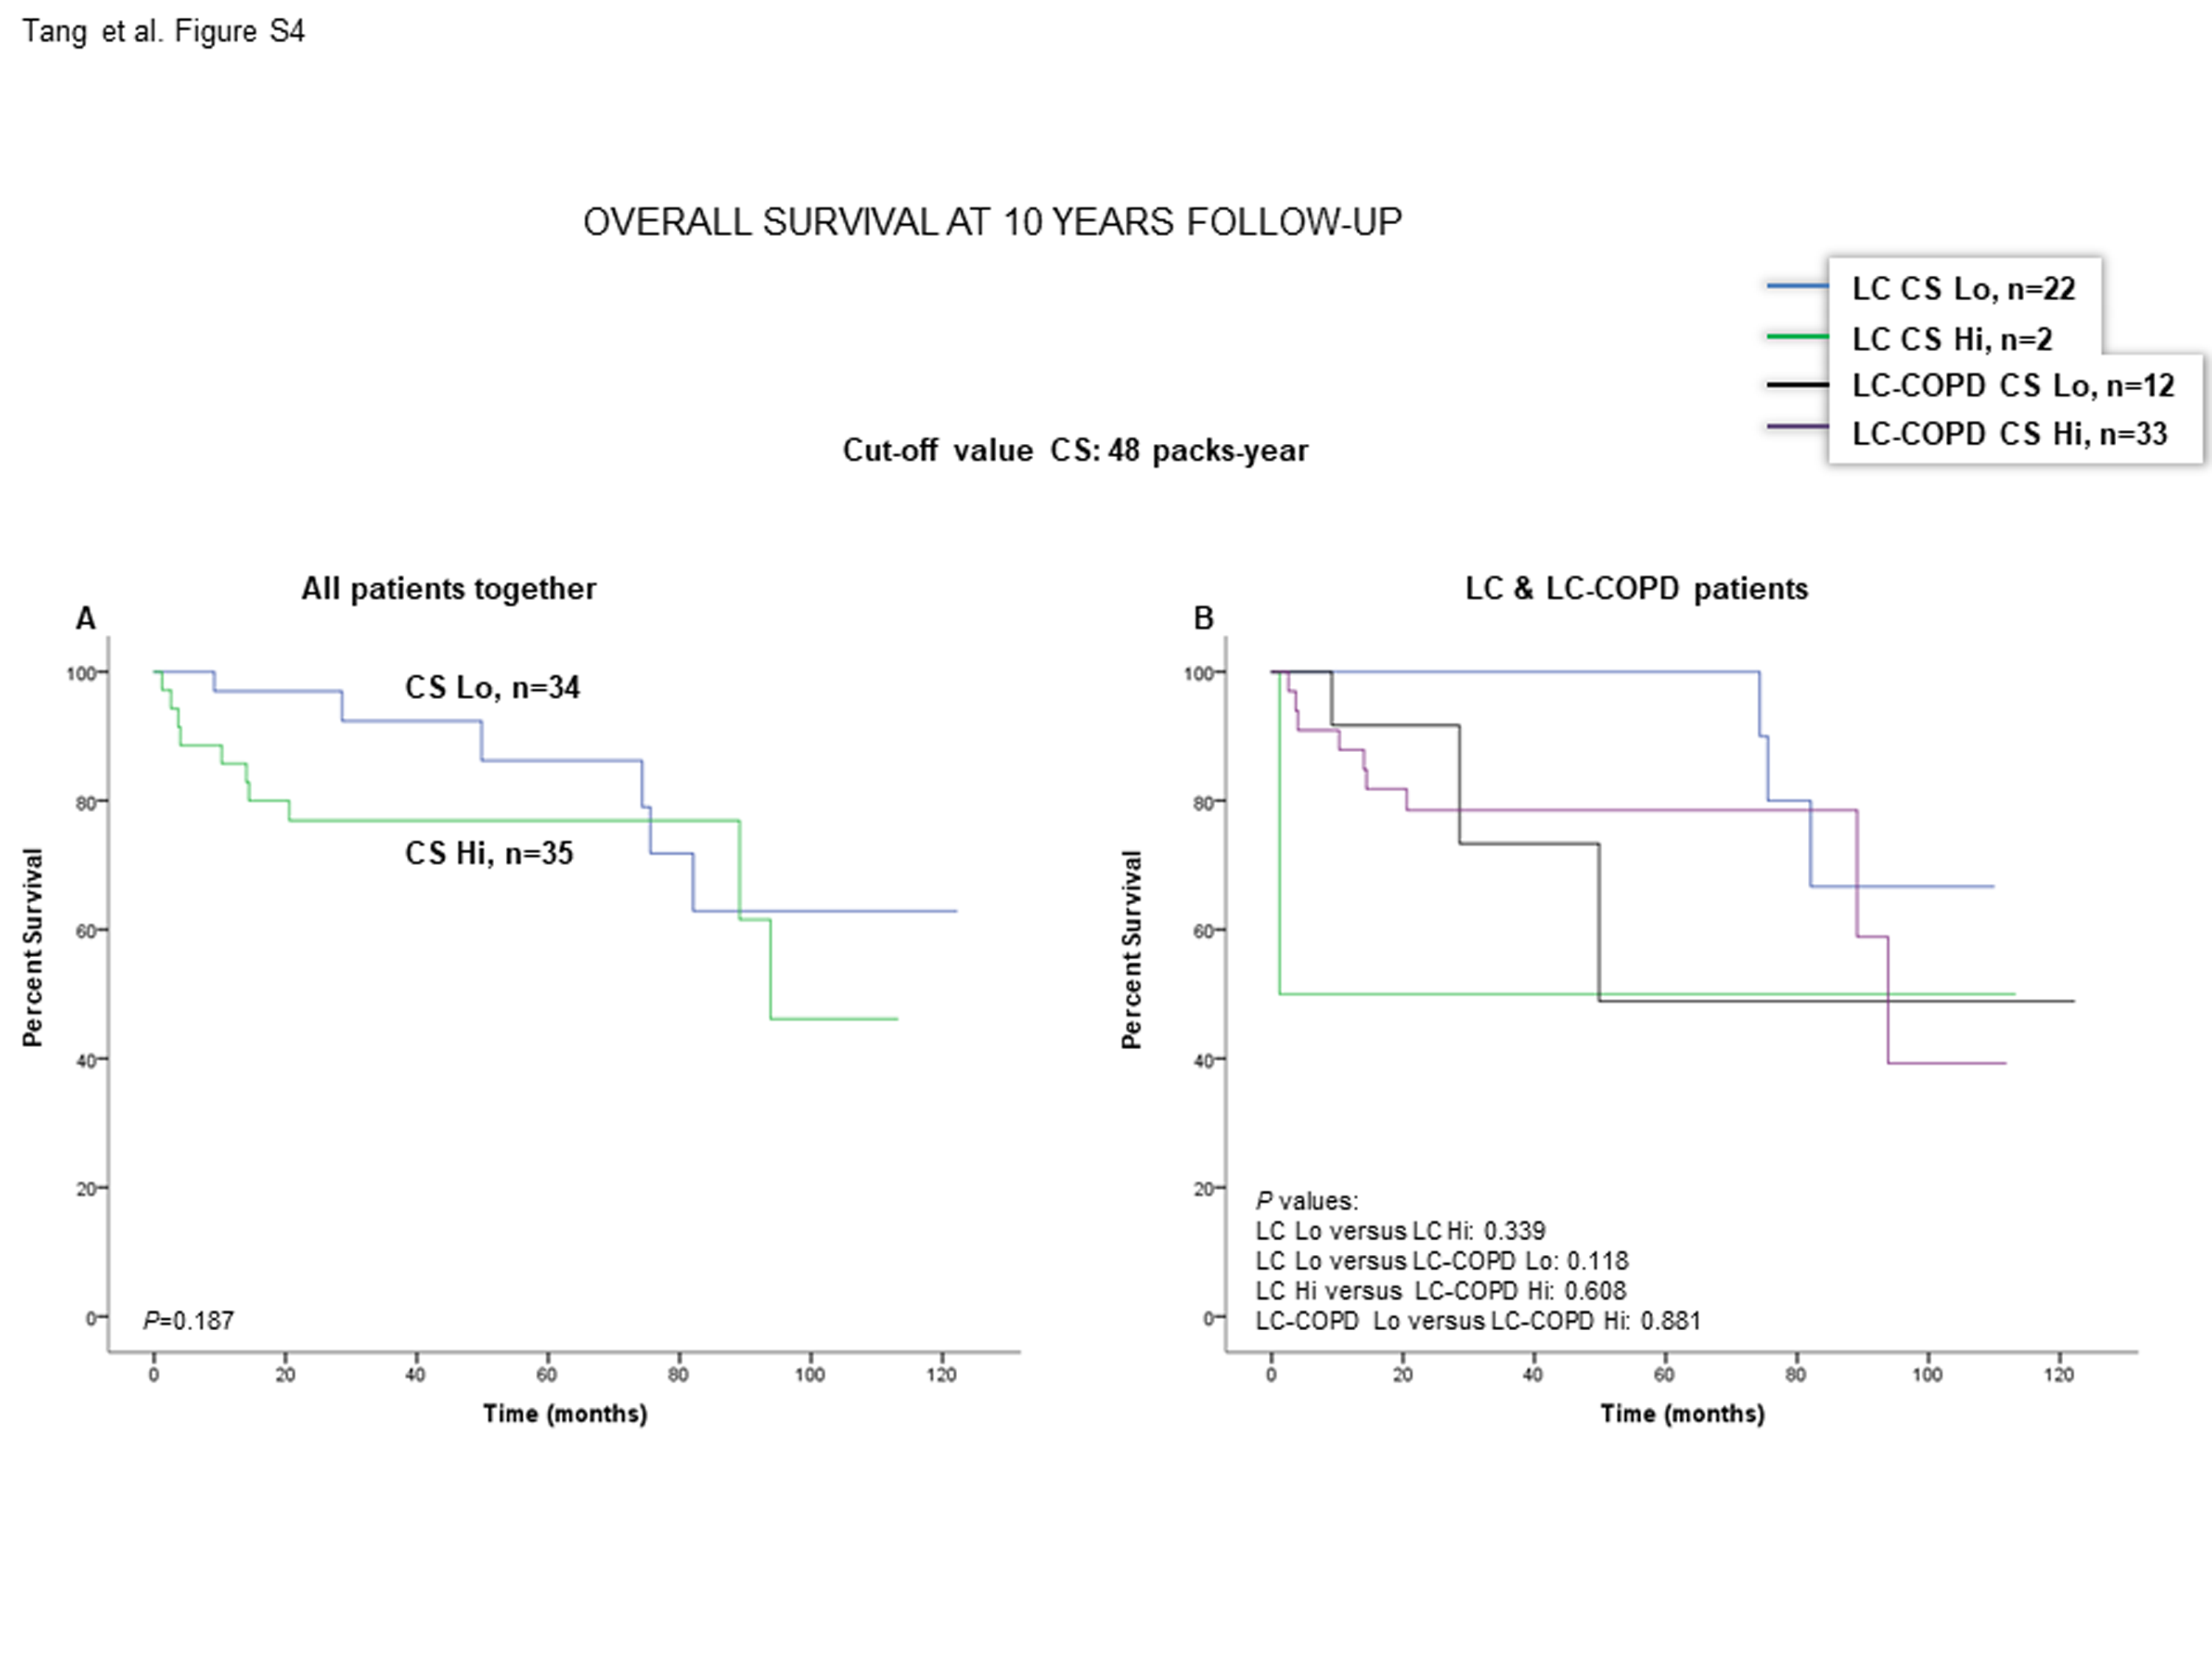 Tang et al. Figure S4
OVERALL SURVIVAL AT 10 YEARS FOLLOW-UP
LC CS Lo, n=22
LC CS Hi, n=2
LC-COPD CS Lo, n=12
LC-COPD CS Hi, n=33
Cut-off value CS: 48 packs-year
All patients together
A
CS Lo, n=34
CS Hi, n=35
Percent Survival
100
80
60
40
20
0
P=0.187
0 20 40 60 80 100 120
Time (months)
LC & LC-COPD patients
B
Percent Survival
100
80
60
40
20
0
P values:
LC Lo versus LC Hi: 0.339
LC Lo versus LC-COPD Lo: 0.118
LC Hi versus LC-COPD Hi: 0.608
LC-COPD Lo versus LC-COPD Hi: 0.881
0 20 40 60 80 100 120
Time (months)